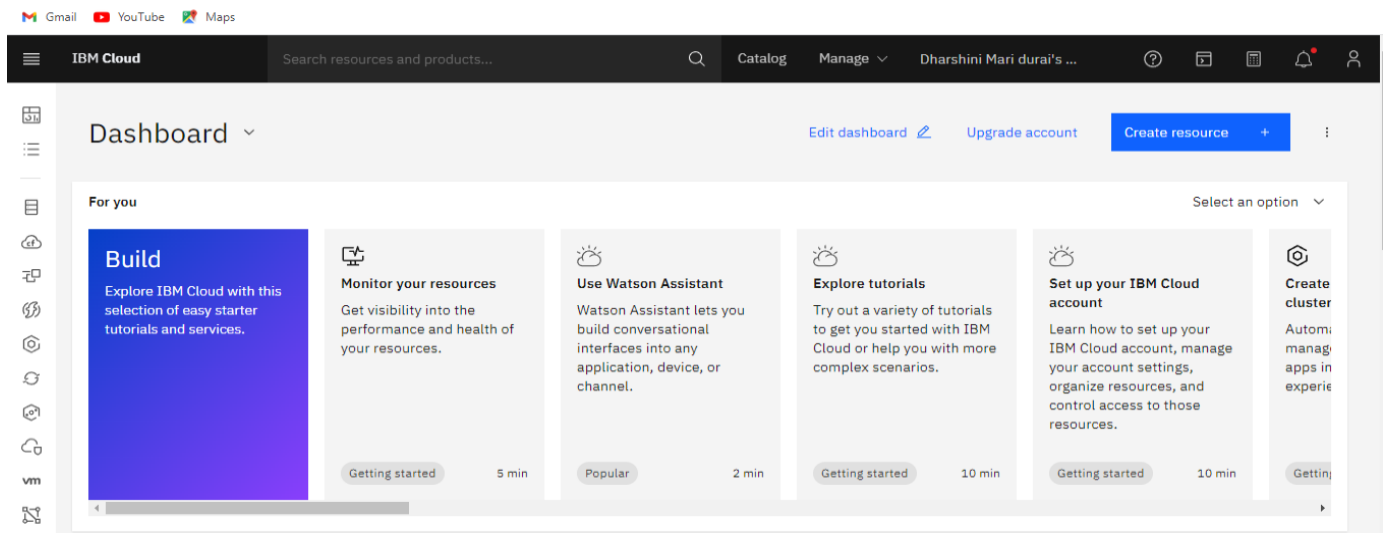 Gmail YouTube Maps
IBM Cloud Search resources and products... Catalog Manage Dharshini Mari durai's ...
Dashboard Edit dashboard Upgrade account Create resource +
For you Select an option
Build
Explore IBM Cloud with this
selection of easy starter
tutorials and services.
Monitor your resources
Get visibility into the
performance and health of
your resources.
Getting started 5 min
Use Watson Assistant
Watson Assistant lets you
build conversational
interfaces into any
application, device, or
channel.
Popular 2 min
Explore tutorials
Try out a variety of tutorials
to get you started with IBM
Cloud or help you with more
complex scenarios.
Getting started 10 min
Set up your IBM Cloud
account
Learn how to set up your
IBM Cloud account, manage
your account settings,
organize resources, and
control access to those
resources.
Getting started 10 min
Create
cluster
apps in
cf
vm